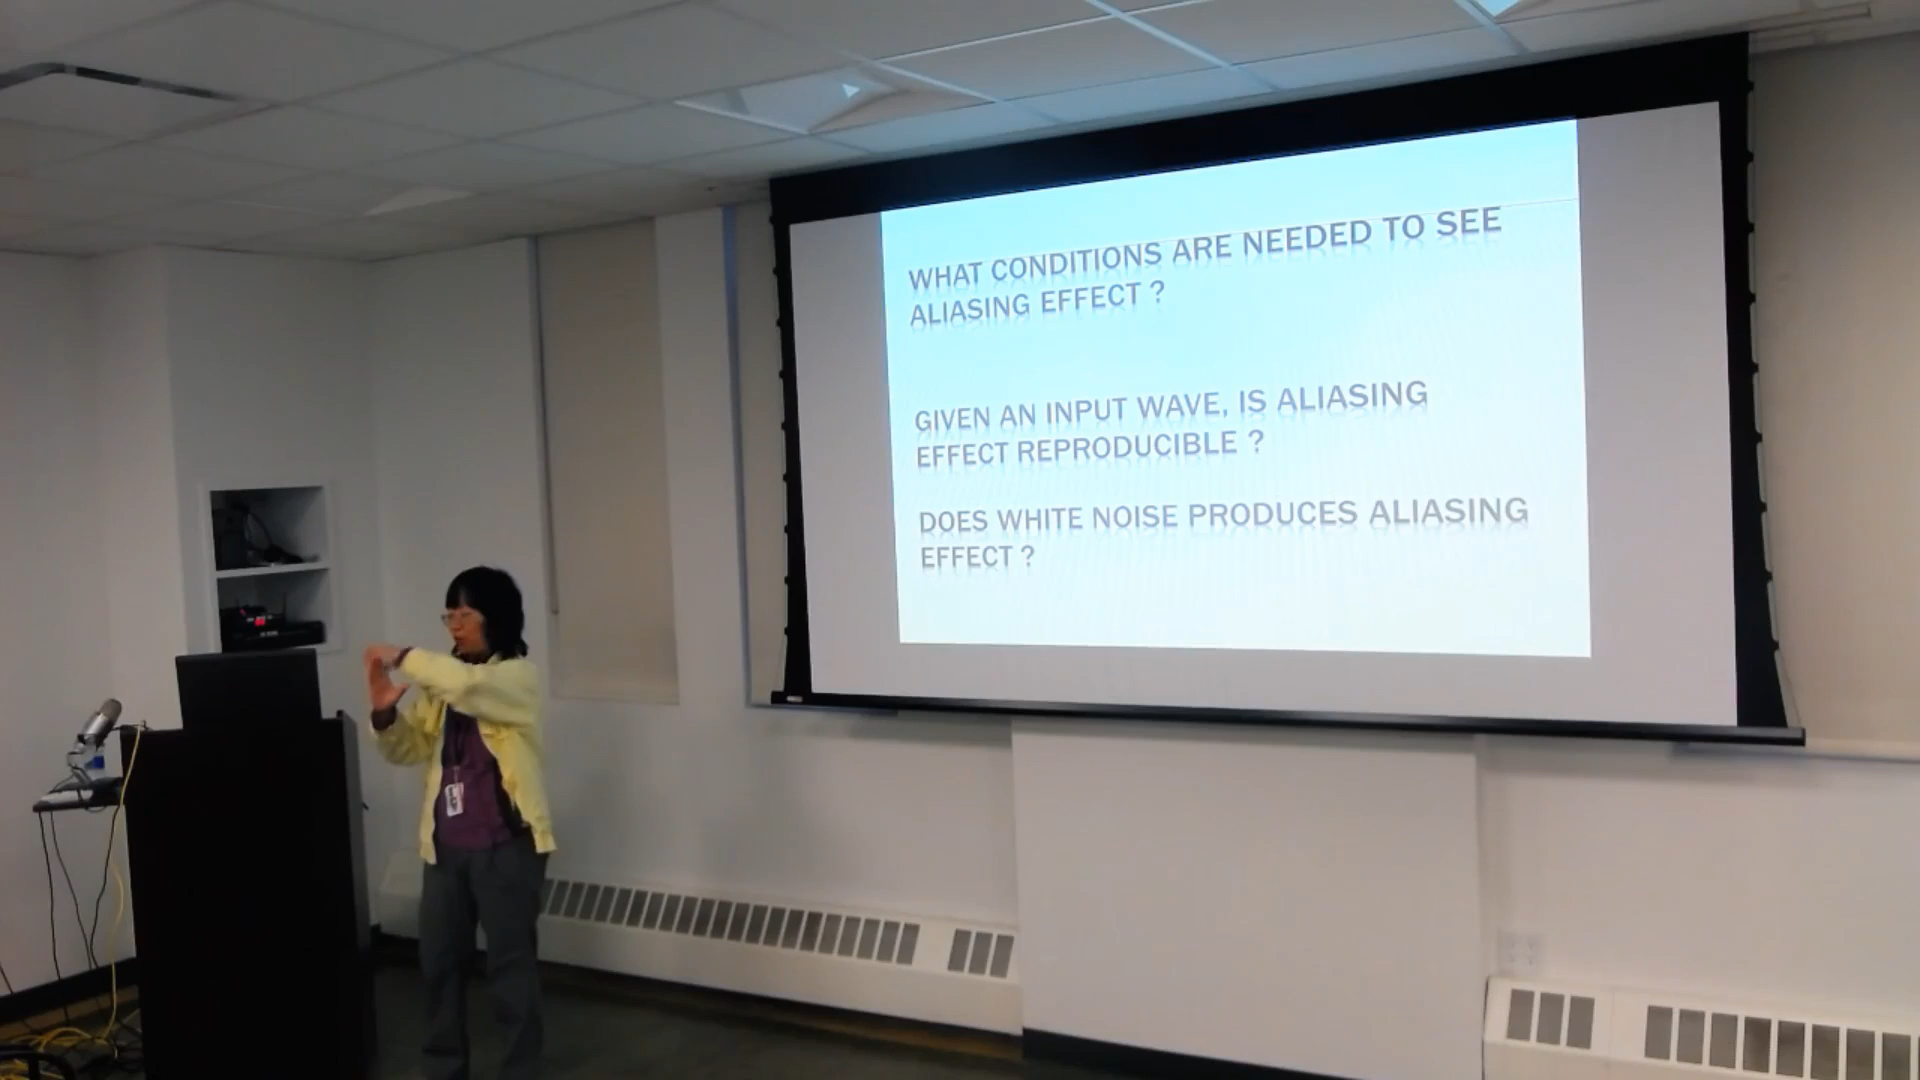 WHAT CONDITIONS ARE NEEDED TO SEE
ALIASING EFFECT ?
GIVEN AN INPUT WAVE, IS ALIASING
EFFECT REPRODUCIBLE ?
DOES WHITE NOISE PRODUCES ALIASING
EFFECT ?